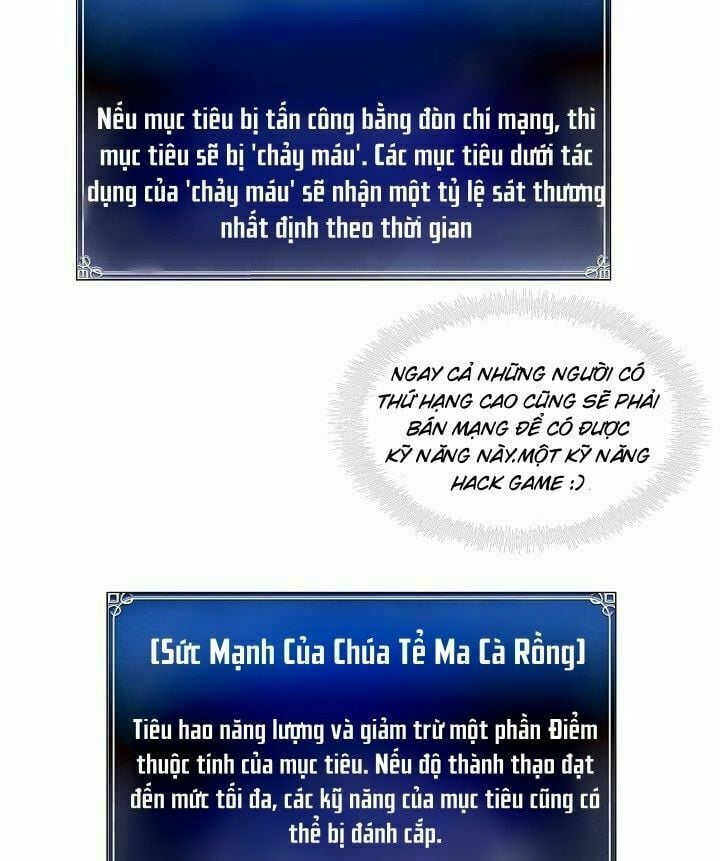 Nếu mục tiêu bị tấn công bằng đòn chí mạng, thì
mục tiêu sẽ bị 'chảy máu'. Các mục tiêu dưới tác
dụng của 'chảy máu' sẽ nhận một tỷ lệ sát thương
nhất định theo thời gian
NGAY CẢ NHỮNG NGƯỜI CÓ
THỨ HẠNG CAO CŨNG SẼ PHẢI
BÁN MẠNG ĐỂ CÓ ĐƯỢC
KỸ NĂNG NÀY.MỘT KỸ NĂNG
HACK GAME :)
[Sức Mạnh Của Chúa Tể Ma Cà Rồng]
Tiêu hao năng lượng và giảm trừ một phần Điểm
thuộc tính của mục tiêu. Nếu độ thành thạo đạt
đến mức tối đa, các kỹ năng của mục tiêu cũng có
thể bị đánh cắp.